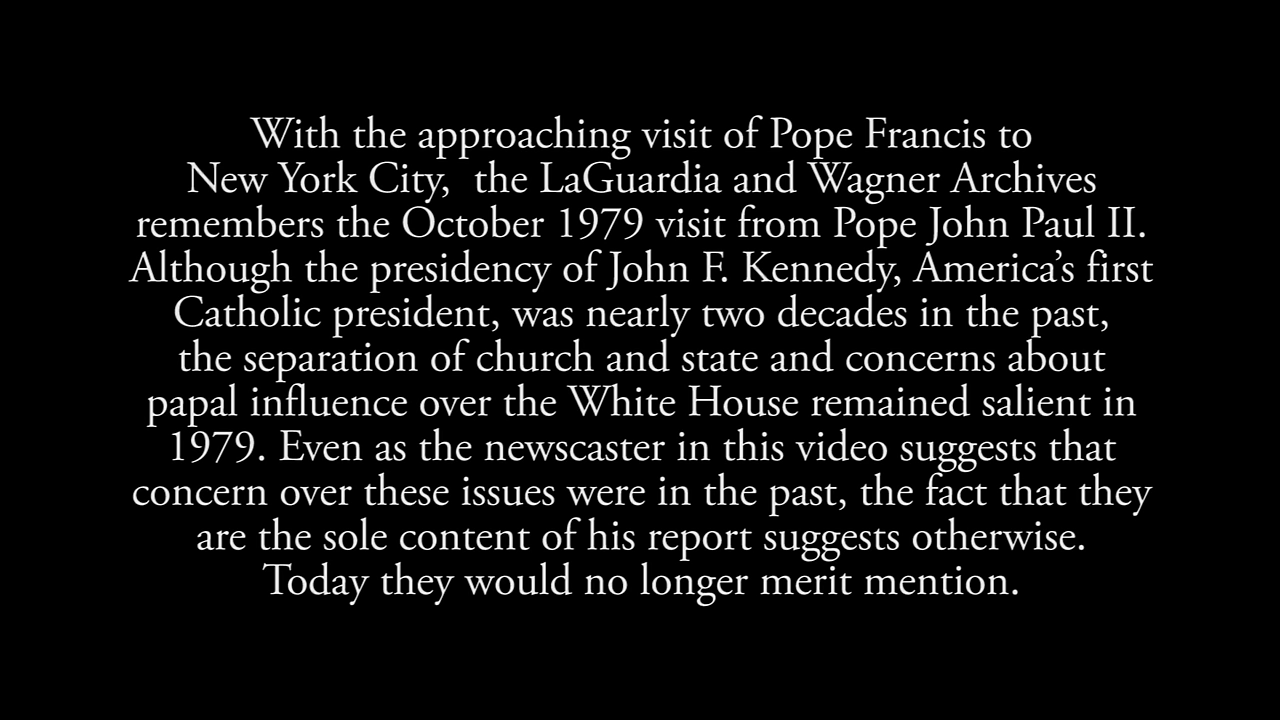 With the approaching visit of Pope Francis to
New York City,  the LaGuardia and Wagner Archives
remembers the October 1979 visit from Pope John Paul II.
Although the presidency of John F. Kennedy, America’s first
Catholic president, was nearly two decades in the past,
the separation of church and state and concerns about
papal influence over the White House remained salient in
1979. Even as the newscaster in this video suggests that
concern over these issues were in the past, the fact that they
are the sole content of his report suggests otherwise.
Today they would no longer merit mention.